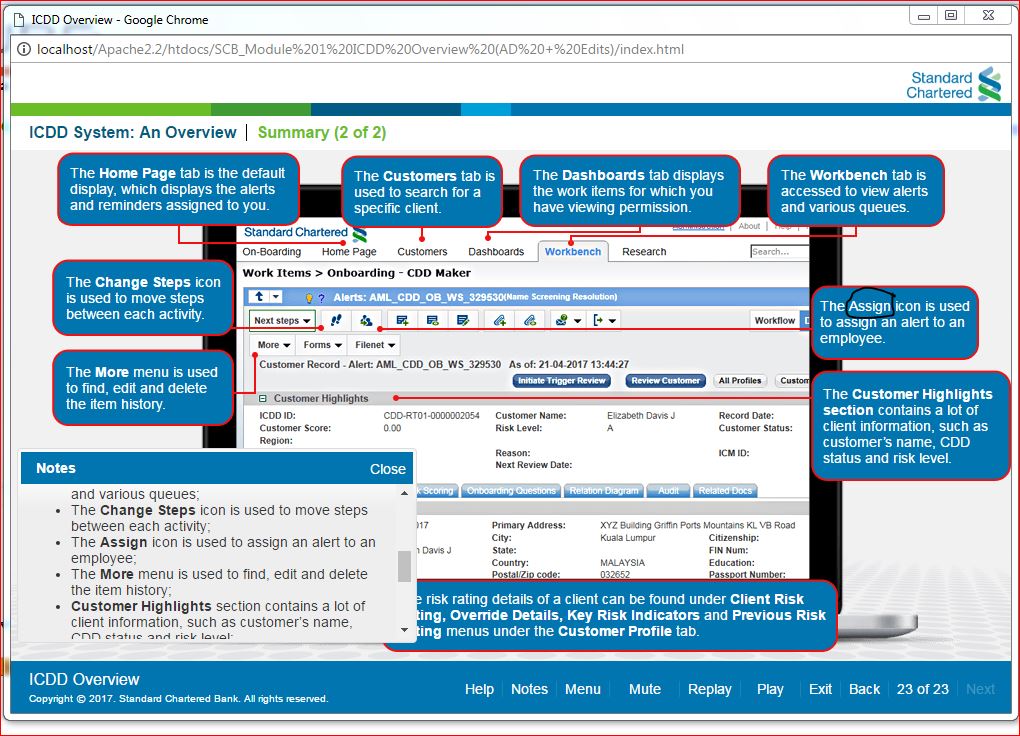 ICDD Overview - Google Chrome
localhost/Apache2.2/htdocs/SCB_Module%201%20ICDD%20Overview%20(AD%20+%20Edits)/index.html
Standard
Chartered
ICDD System: An Overview | Summary (2 of 2)
The Home Page tab is the default
display, which displays the alerts
and reminders assigned to you.
The Customers tab is
used to search for a
specific client.
The Dashboards tab displays
the work items for which you
have viewing permission.
The Workbench tab is
accessed to view alerts
and various queues.
Standard Chartered
Administration | About | Help
On-Boarding Home Page Customers Dashboards Workbench Research Search...
Work Items > Onboarding - CDD Maker
The Change Steps icon
is used to move steps
between each activity.
Alerts: AML_CDD_OB_WS_329530(Name Screening Resolution)
Next steps
Workflow
The Assign icon is used
to assign an alert to an
employee.
More Forms Filenet
Customer Record - Alert: AML_CDD_OB_WS_329530 As of: 21-04-2017 13:44:27
Initiate Trigger Review Review Customer All Profiles Custom
The More menu is used
to find, edit and delete
the item history.
Customer Highlights
The Customer Highlights
section contains a lot of
client information, such as
customer's name, CDD
status and risk level.
ICDD ID: CDD-RT01-0000002054 Customer Name: Elizabeth Davis J Record Date:
Customer Score: 0.00 Risk Level: A Customer Status:
Region:
Reason: ICM ID:
Next Review Date:
k Scoring Onboarding Questions Relation Diagram Audit Related Docs
017 Primary Address: XYZ Building Griffin Ports Mountains KL VB Road
City: Kuala Lumpur Citizenship:
n Davis J State: FIN Num:
Country: MALAYSIA Education:
Postal/Zip code: 032652 Passport Number:
Notes Close
and various queues;
• The Change Steps icon is used to move steps
between each activity;
• The Assign icon is used to assign an alert to an
employee;
• The More menu is used to find, edit and delete
the item history;
• Customer Highlights section contains a lot of
client information, such as customer's name,
CDD status and risk level;
e risk rating details of a client can be found under Client Risk
ting, Override Details, Key Risk Indicators and Previous Risk
ting menus under the Customer Profile tab.
ICDD Overview
Copyright © 2017. Standard Chartered Bank. All rights reserved.
Help Notes Menu Mute Replay Play Exit Back 23 of 23 Next